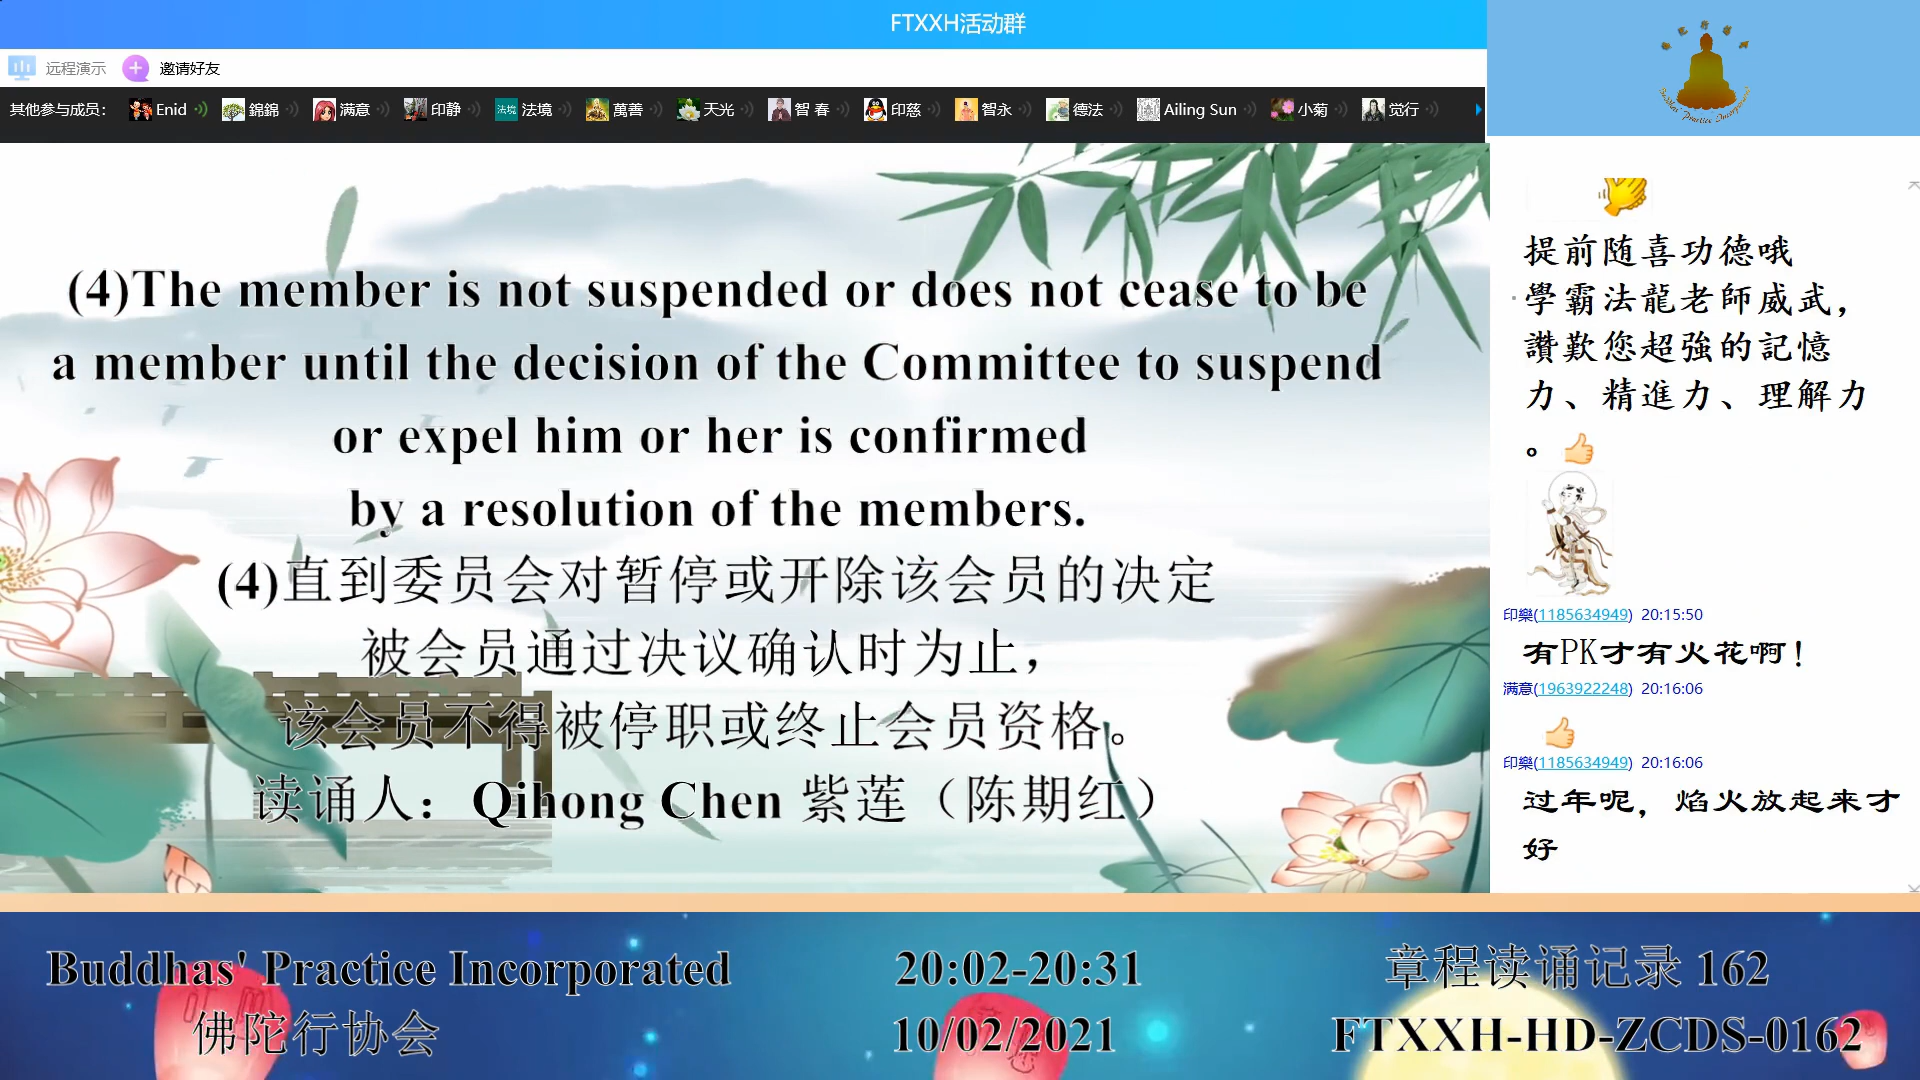 FTXXH活动群
远程演示 邀请好友
其他参与成员： Enid 錦錦 满意 印静 法境 法境 萬善 天光 智 春 印慈 智永 德法 Ailing Sun 小菊 觉行
(4)The member is not suspended or does not cease to be
a member until the decision of the Committee to suspend
or expel him or her is confirmed
by a resolution of the members.
(4)直到委员会对暂停或开除该会员的决定
被会员通过决议确认时为止，
该会员不得被停职或终止会员资格。
读诵人：Qihong Chen 紫莲（陈期红）
Buddhas' Practice Incorporated
提前随喜功德哦
學霸法龍老師威武，
讚歎您超強的記憶
力、精進力、理解力
。
印樂(1185634949) 20:15:50
有PK才有火花啊！
满意(1963922248) 20:16:06
印樂(1185634949) 20:16:06
过年呢，焰火放起来才
好
Buddhas' Practice Incorporated
佛陀行协会
20:02-20:31
10/02/2021
章程读诵记录 162
FTXXH-HD-ZCDS-0162